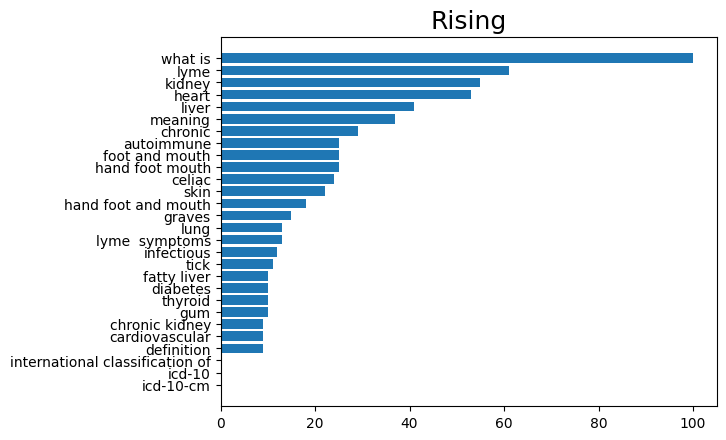 Rising
what is
lyme
kidney
heart
liver
meaning
chronic
autoimmune
foot and mouth
hand foot mouth
celiac
skin
hand foot and mouth
graves
lung
lyme  symptoms
infectious
tick
fatty liver
diabetes
thyroid
gum
chronic kidney
cardiovascular
definition
international classification of
icd-10
icd-10-cm
0 20 40 60 80 100